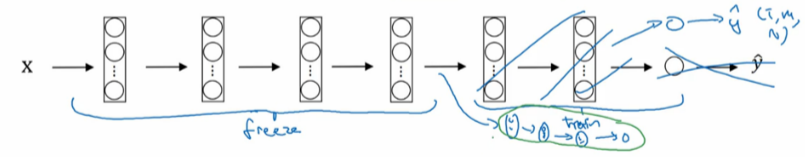 ŷ (T, M,
N)
x
ŷ
freeze
train